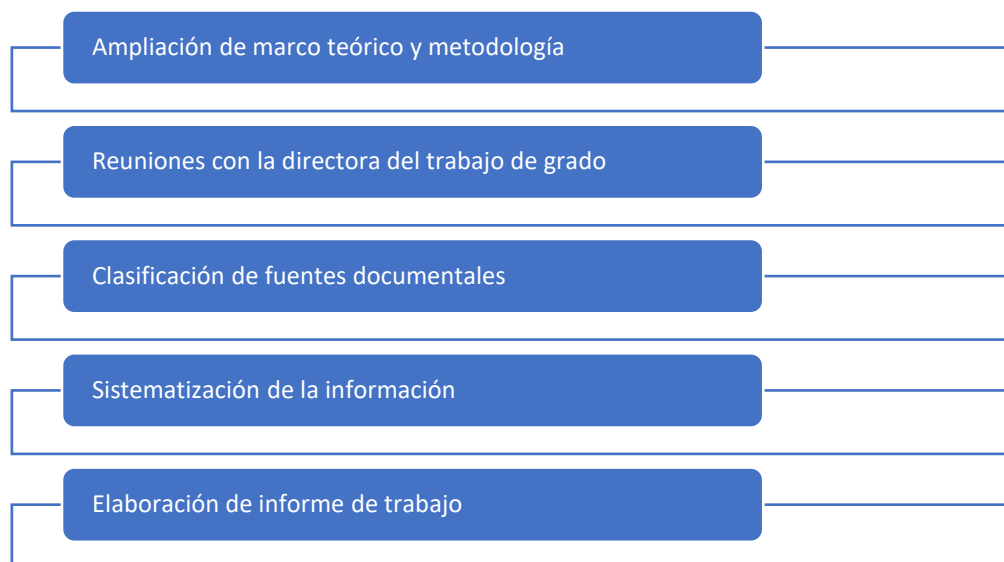 Ampliación de marco teórico y metodología
Reuniones con la directora del trabajo de grado
Clasificación de fuentes documentales
Sistematización de la información
Elaboración de informe de trabajo